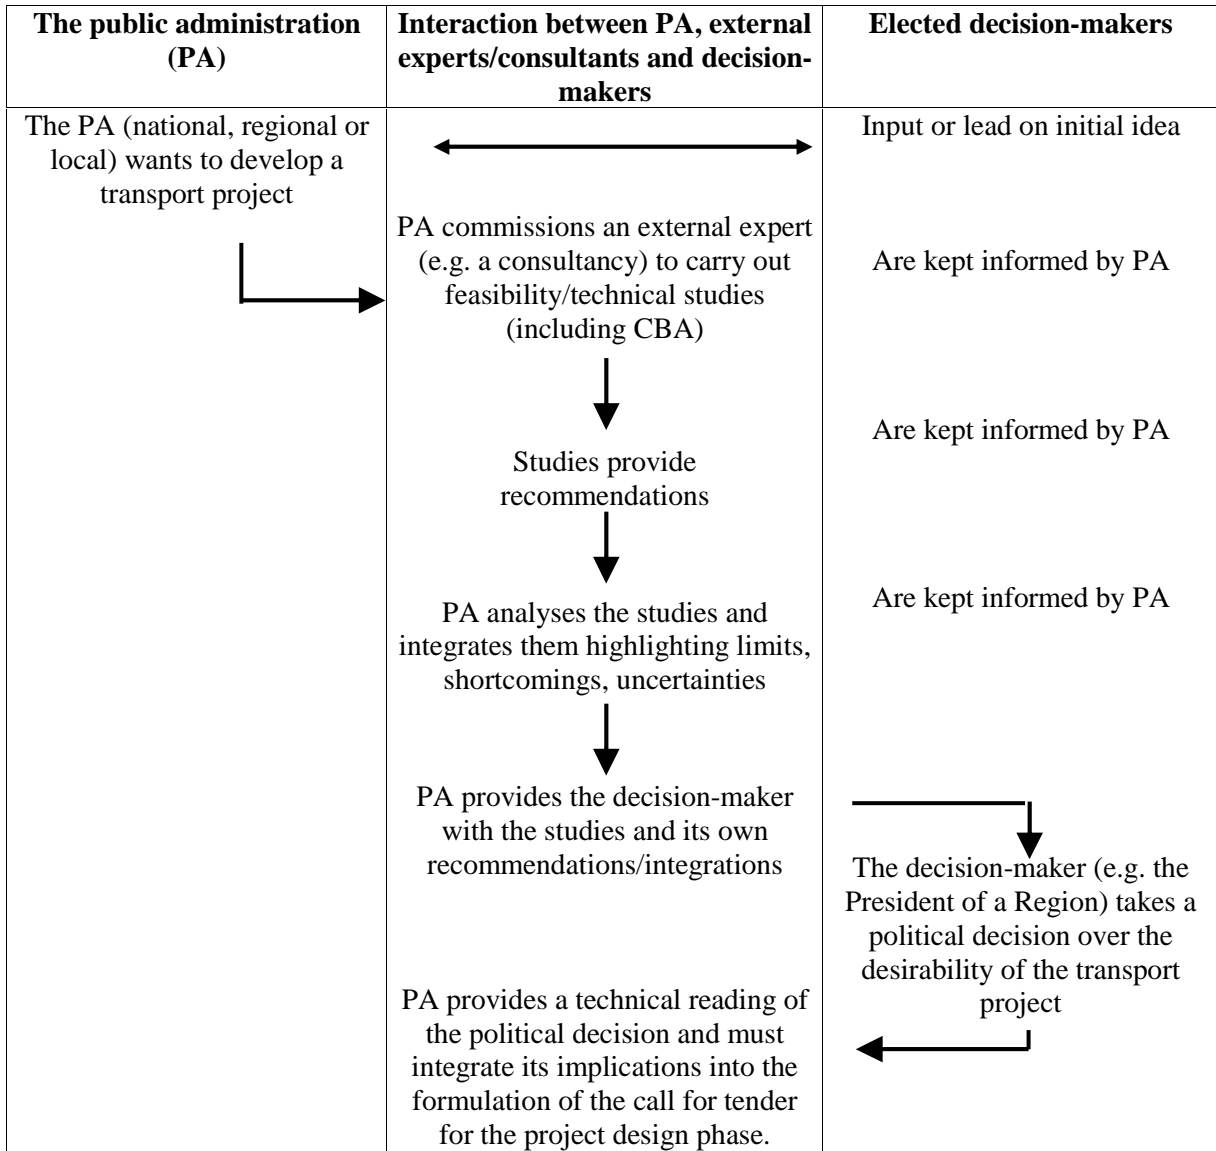 The public administration
(PA)
Interaction between PA, external
experts/consultants and decision-
makers
Elected decision-makers
The PA (national, regional or
local) wants to develop a
transport project
Input or lead on initial idea
PA commissions an external expert
(e.g. a consultancy) to carry out
feasibility/technical studies
(including CBA)
Are kept informed by PA
Studies provide
recommendations
Are kept informed by PA
PA analyses the studies and
integrates them highlighting limits,
shortcomings, uncertainties
Are kept informed by PA
PA provides the decision-maker
with the studies and its own
recommendations/integrations
The decision-maker (e.g. the
President of a Region) takes a
political decision over the
desirability of the transport
project
PA provides a technical reading of
the political decision and must
integrate its implications into the
formulation of the call for tender
for the project design phase.